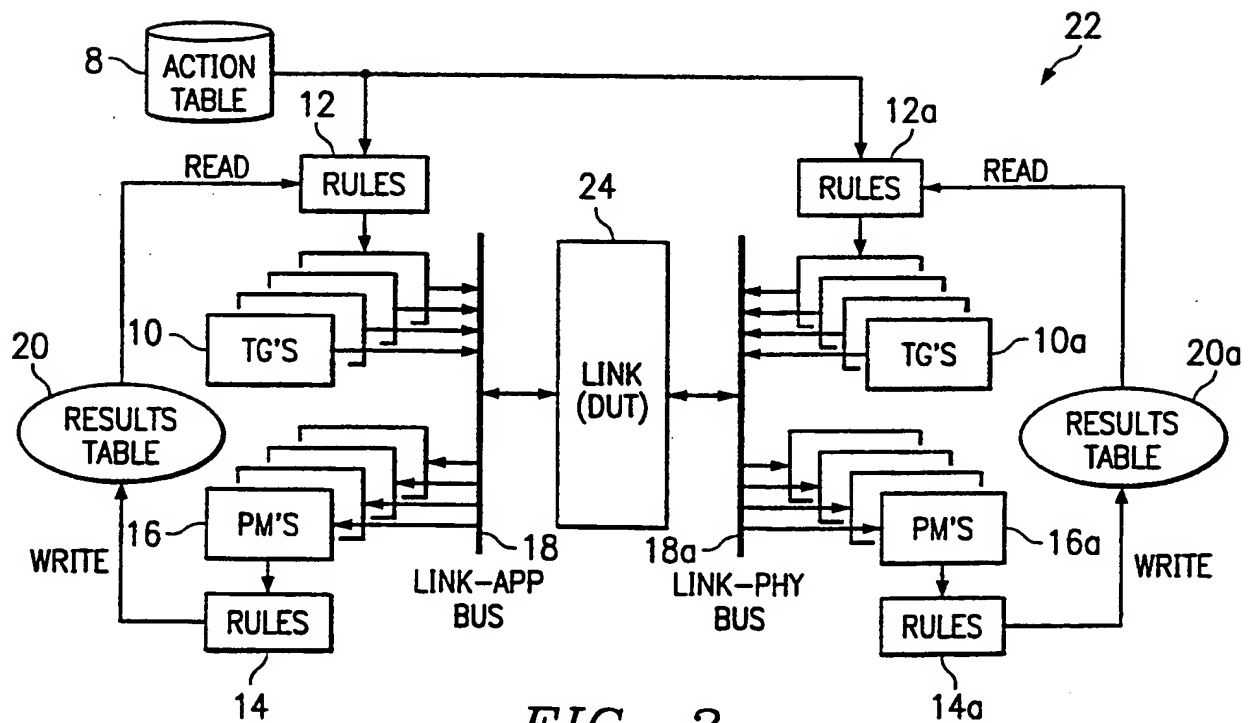 22
8
ACTION
TABLE
12
12a
READ
RULES
RULES
READ
24
10
TG'S
LINK
(DUT)
TG'S
10a
20
20a
RESULTS
TABLE
RESULTS
TABLE
16
PM'S
18
18a
PM'S
16a
WRITE
LINK-APP
BUS
LINK-PHY
BUS
WRITE
RULES
RULES
14
14a